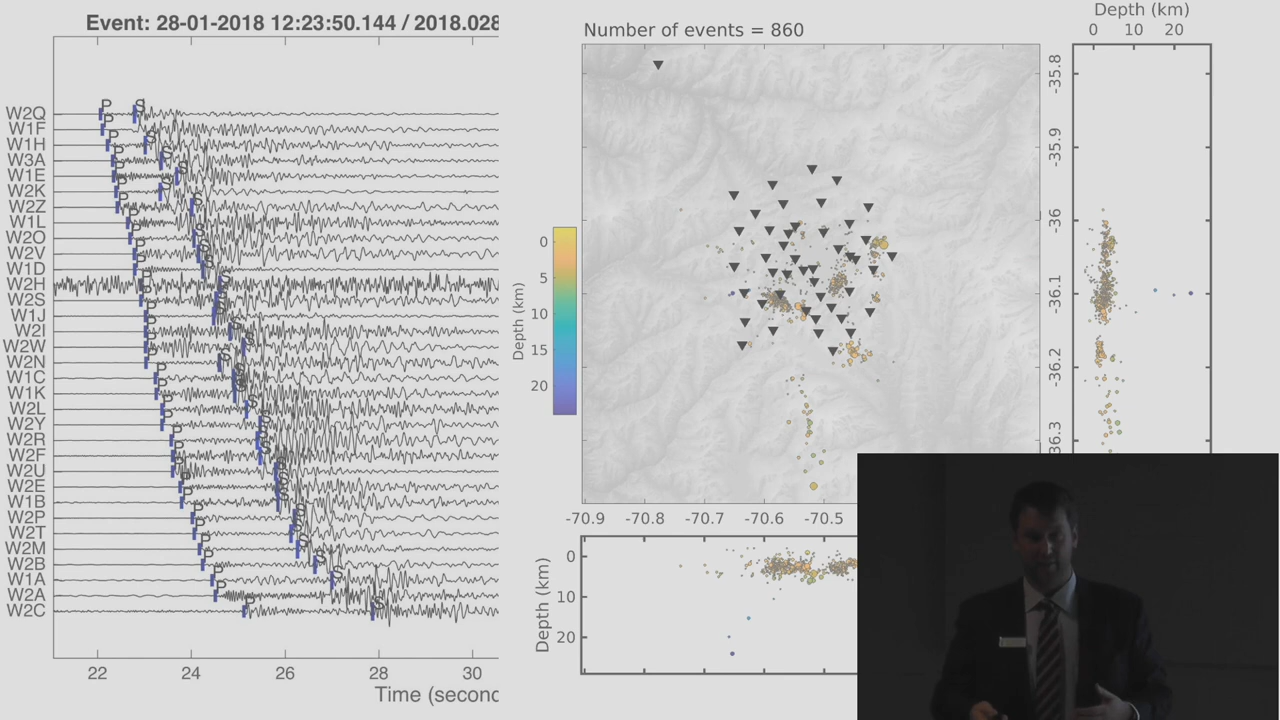 Event: 28-01-2018 12:23:50.144 / 2018.028
W2Q
W1F
W1H
W3A
W1E
W2K
W2Z
W1L
W2O
W2V
W1D
W2H
W2S
W1J
W2I
W2W
W2N
W1C
W1K
W2L
W2Y
W2R
W2F
W2U
W2E
W1B
W2P
W2T
W2M
W2B
W1A
W2A
W2C
P S
22 24 26 28 30
Time (second
Number of events = 860
0
5
10
15
20
Depth (km)
-70.9 -70.8 -70.7 -70.6 -70.5
Depth (km)
0 10 20
-35.8
-35.9
-36
-36.1
-36.2
-36.3
Depth (km)
0
10
20